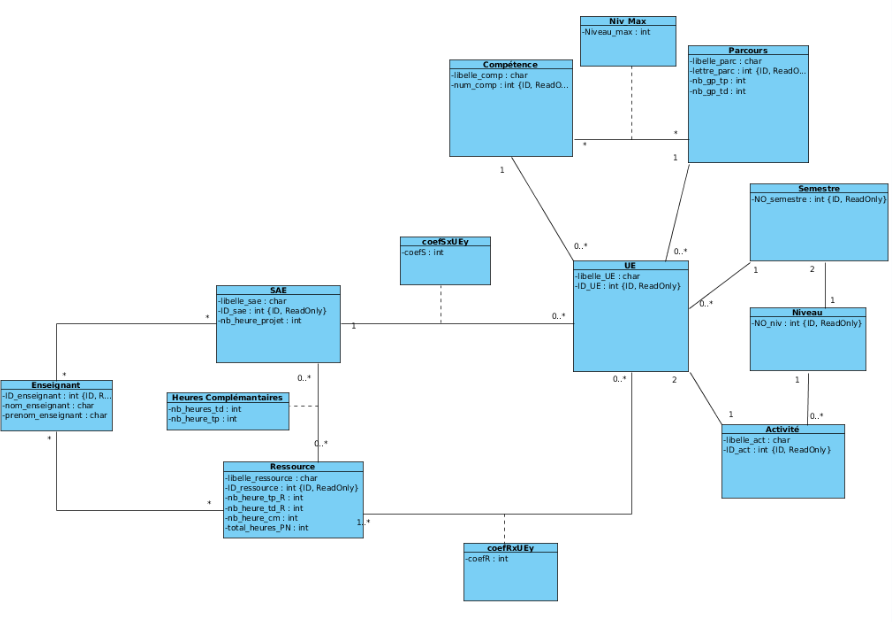 Niv Max
-Niveau_max : int
Parcours
-libelle_parc : char
-lettre_parc : int {ID, ReadO...
-nb_gp_tp : int
-nb_gp_td : int
Compétence
-libelle_comp : char
-num_comp : int {ID, ReadO...
*
*
1
1
Semestre
-NO_semestre : int {ID, ReadOnly}
coefSxUEy
-coefS : int
0..*
0..*
UE
-libelle_UE : char
-ID_UE : int {ID, ReadOnly}
1
2
SAE
-libelle_sae : char
-ID_sae : int {ID, ReadOnly}
-nb_heure_projet : int
0..*
1
Niveau
-NO_niv : int {ID, ReadOnly}
*
1
0..*
*
Enseignant
-ID_enseignant : int {ID, R...
-nom_enseignant : char
-prenom_enseignant : char
0..*
0..*
2
1
Heures Complémantaires
-nb_heures_td : int
-nb_heure_tp : int
1
0..*
Activité
-libelle_act : char
-ID_act : int {ID, ReadOnly}
*
0..*
Ressource
-libelle_ressource : char
-ID_ressource : int {ID, ReadOnly}
-nb_heure_tp_R : int
-nb_heure_td_R : int
-nb_heure_cm : int
-total_heures_PN : int
*
1..*
coefRxUEy
-coefR : int